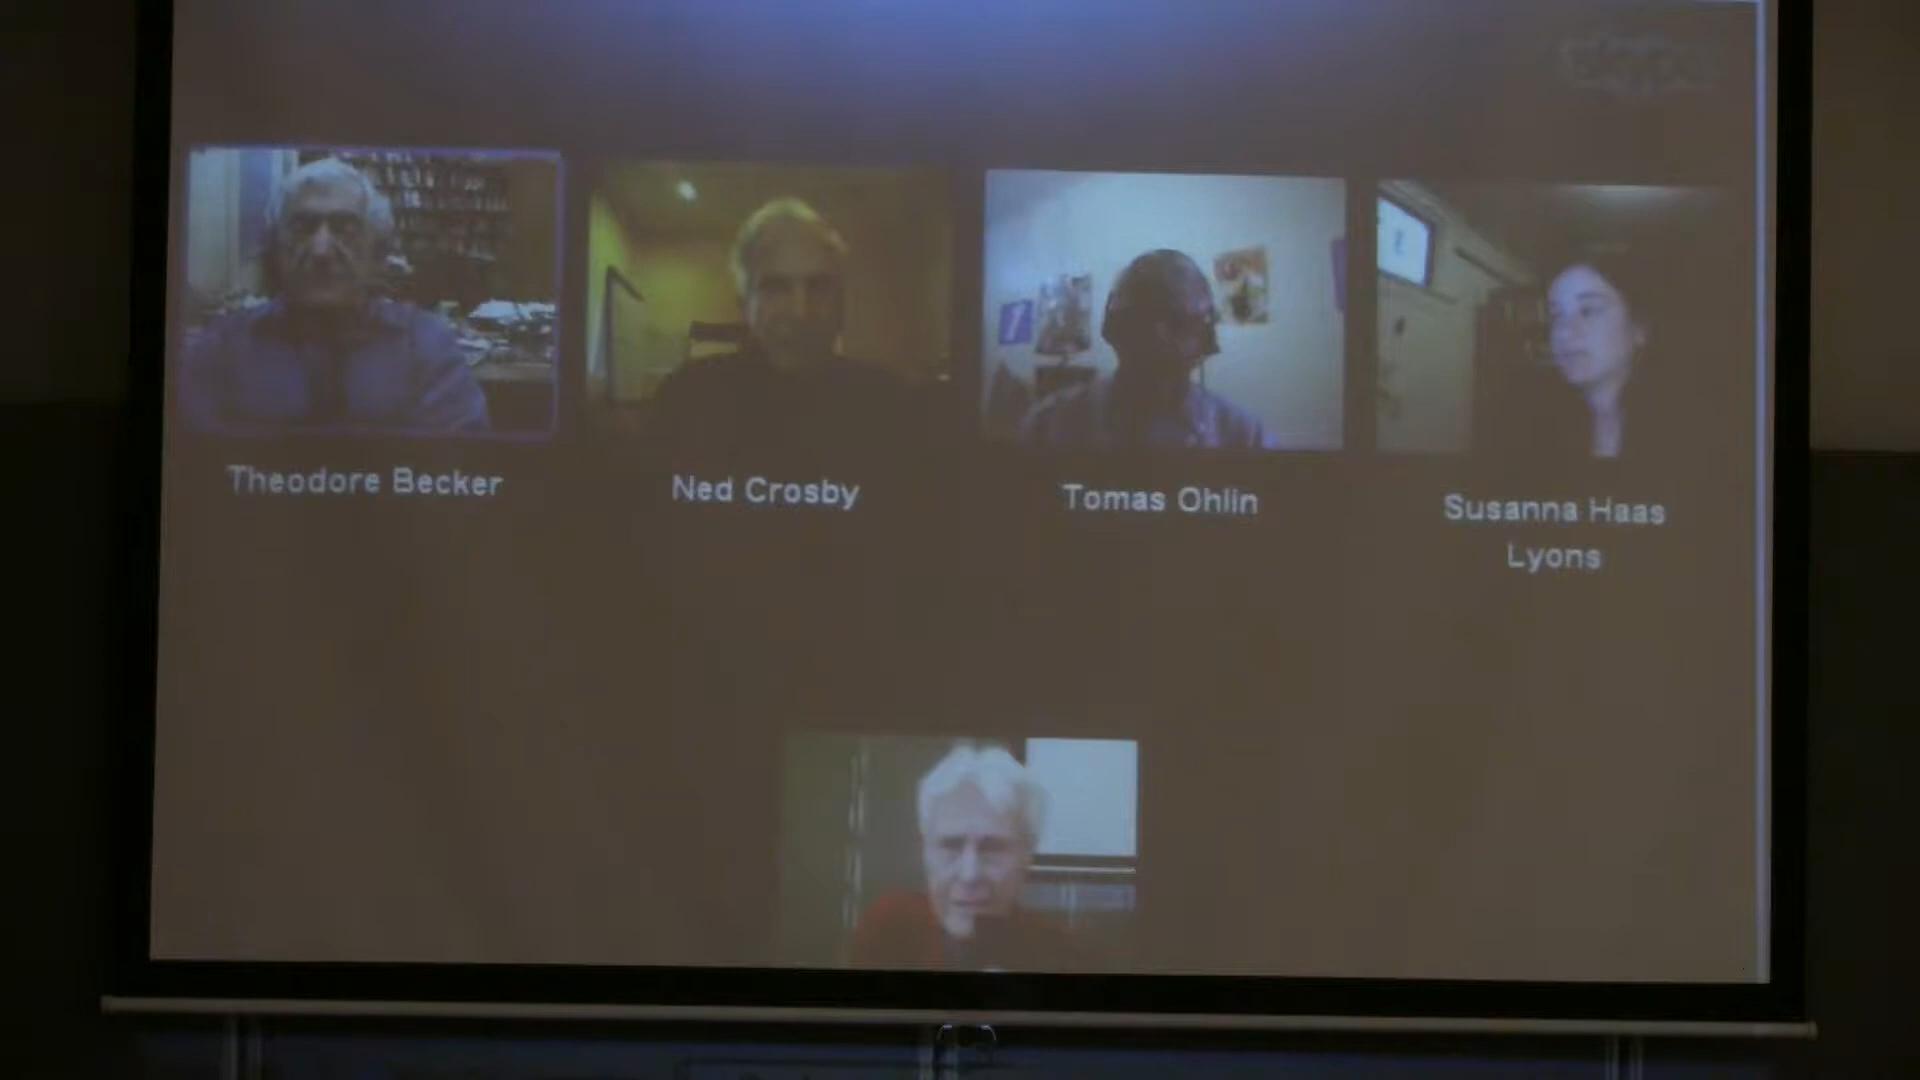 Theodore Becker
Ned Crosby
Tomas Ohlin
Susanna Haas
Lyons